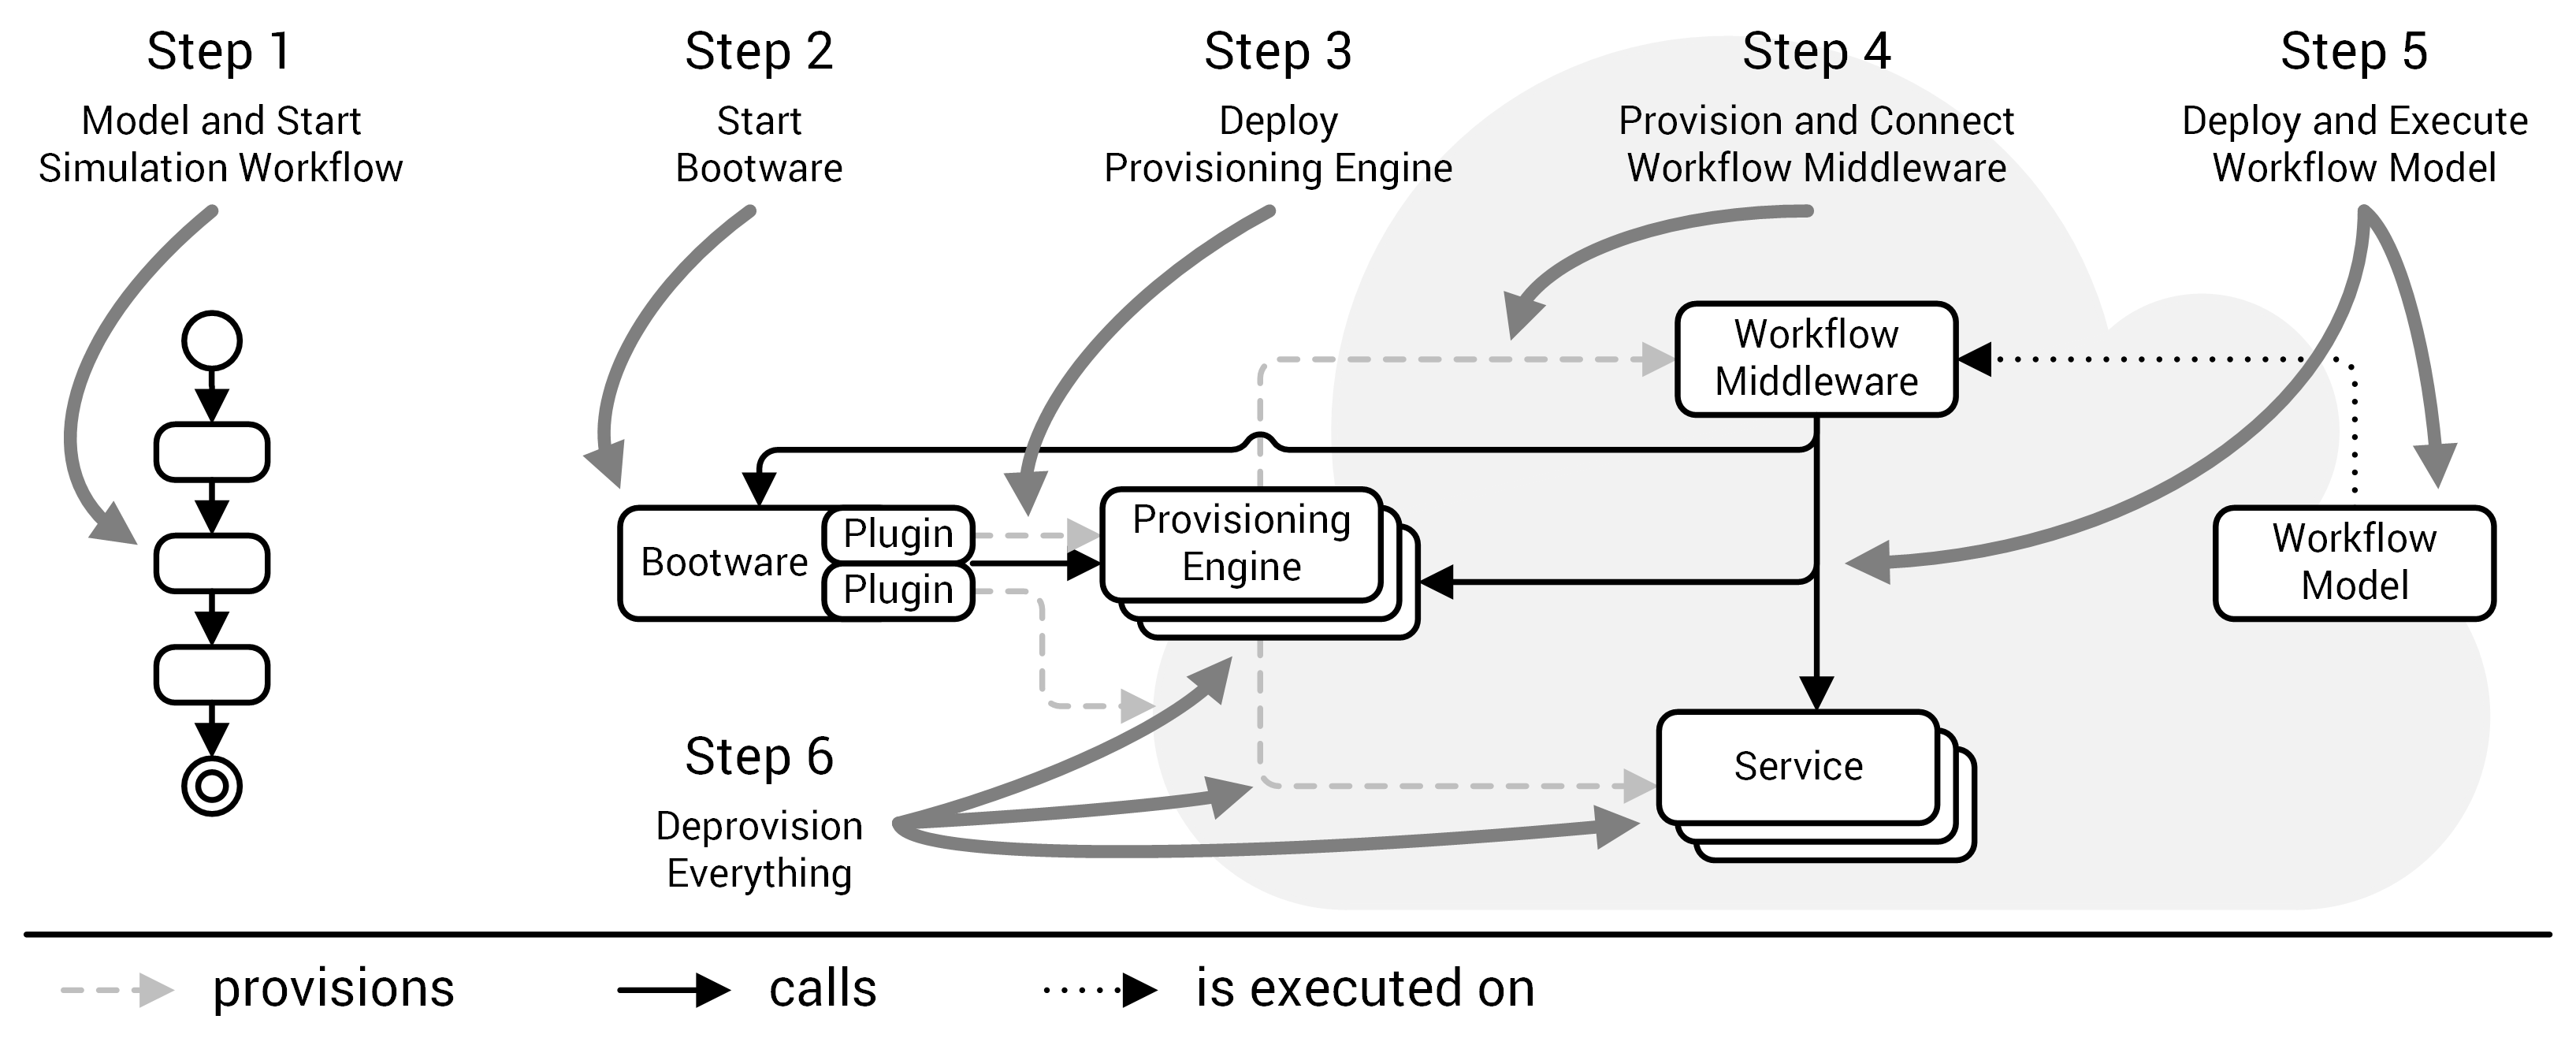 Step 1
Model and Start
Simulation Workflow
Step 2
Start
Bootware
Step 3
Deploy
Provisioning Engine
Step 4
Provision and Connect
Workflow Middleware
Step 5
Deploy and Execute
Workflow Model
Workflow
Middleware
Bootware
Plugin
Plugin
Provisioning
Engine
Workflow
Model
Step 6
Deprovision
Everything
Service
provisions
calls
is executed on